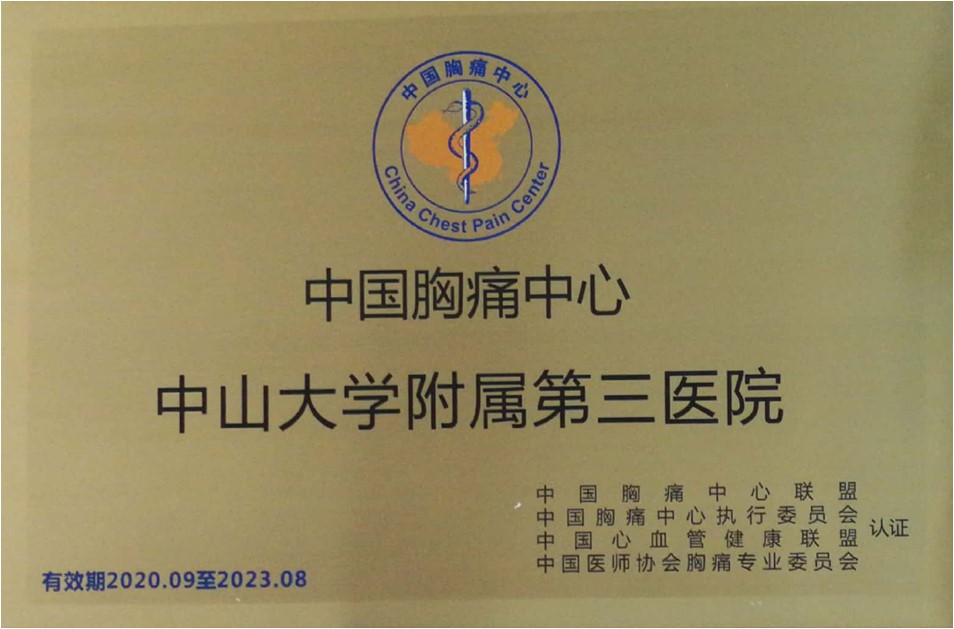 中国胸痛中心
China Chest Pain Center
中国胸痛中心
中山大学附属第三医院
中国胸痛中心联盟
中国胸痛中心执行委员会
中国心血管健康联盟
中国医师协会胸痛专业委员会
认证
有效期2020.09至2023.08